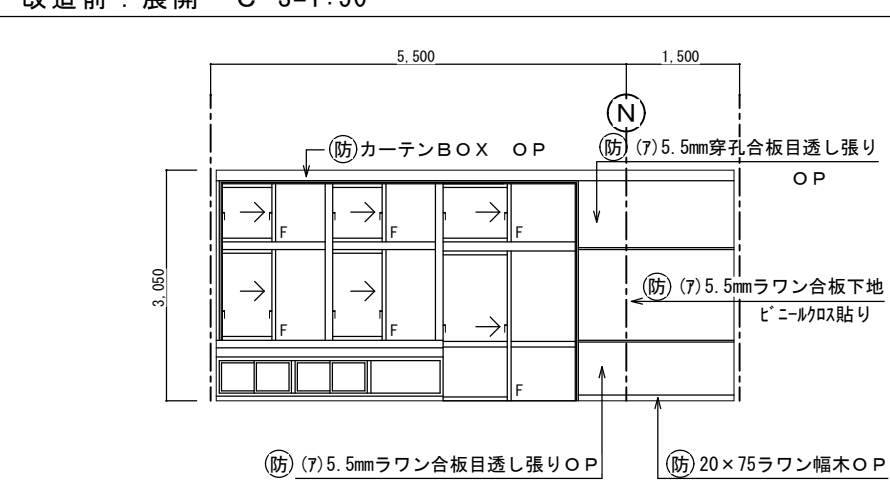 改造前：展開 C S=1:50
5,500
1,500
N
防 カーテンBOX OP
防 (ｱ)5.5mm穿孔合板目透し張り
OP
3,050
防 (ｱ)5.5mmラワン合板下地
ﾋﾞﾆｰﾙｸﾛｽ貼り
F F F
F F
F
防 (ｱ)5.5mmラワン合板目透し張りOP
防 20×75ラワン幅木OP